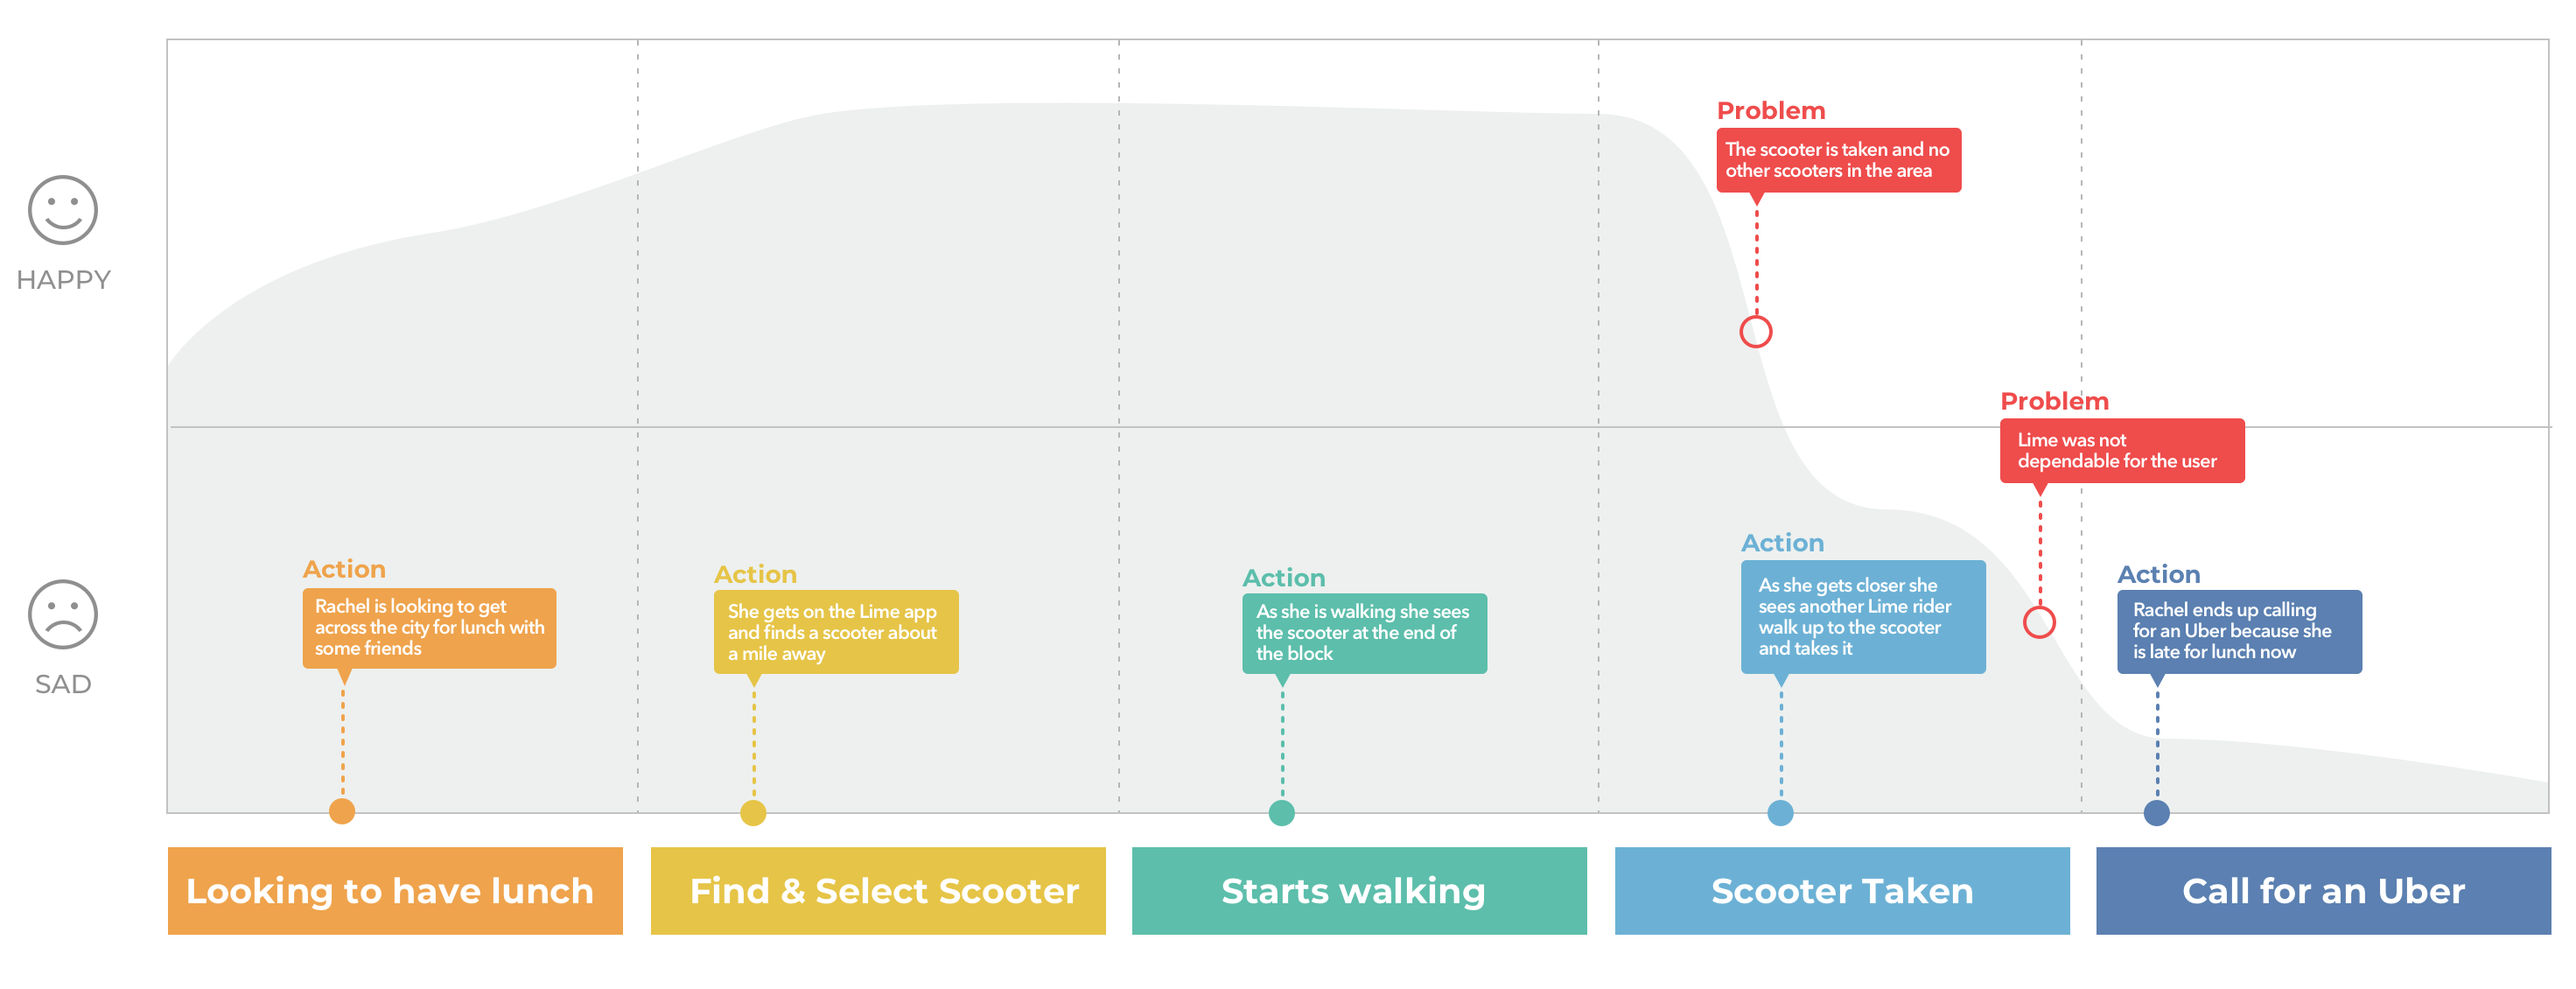 HAPPY
SAD
Problem
The scooter is taken and no
other scooters in the area
Problem
Lime was not
dependable for the user
Action
Rachel is looking to get
across the city for lunch with
some friends
Action
She gets on the Lime app
and finds a scooter about
a mile away
Action
As she is walking she sees
the scooter at the end of
the block
Action
As she gets closer she
sees another Lime rider
walk up to the scooter
and takes it
Action
Rachel ends up calling
for an Uber because she
is late for lunch now
Looking to have lunch
Find & Select Scooter
Starts walking
Scooter Taken
Call for an Uber